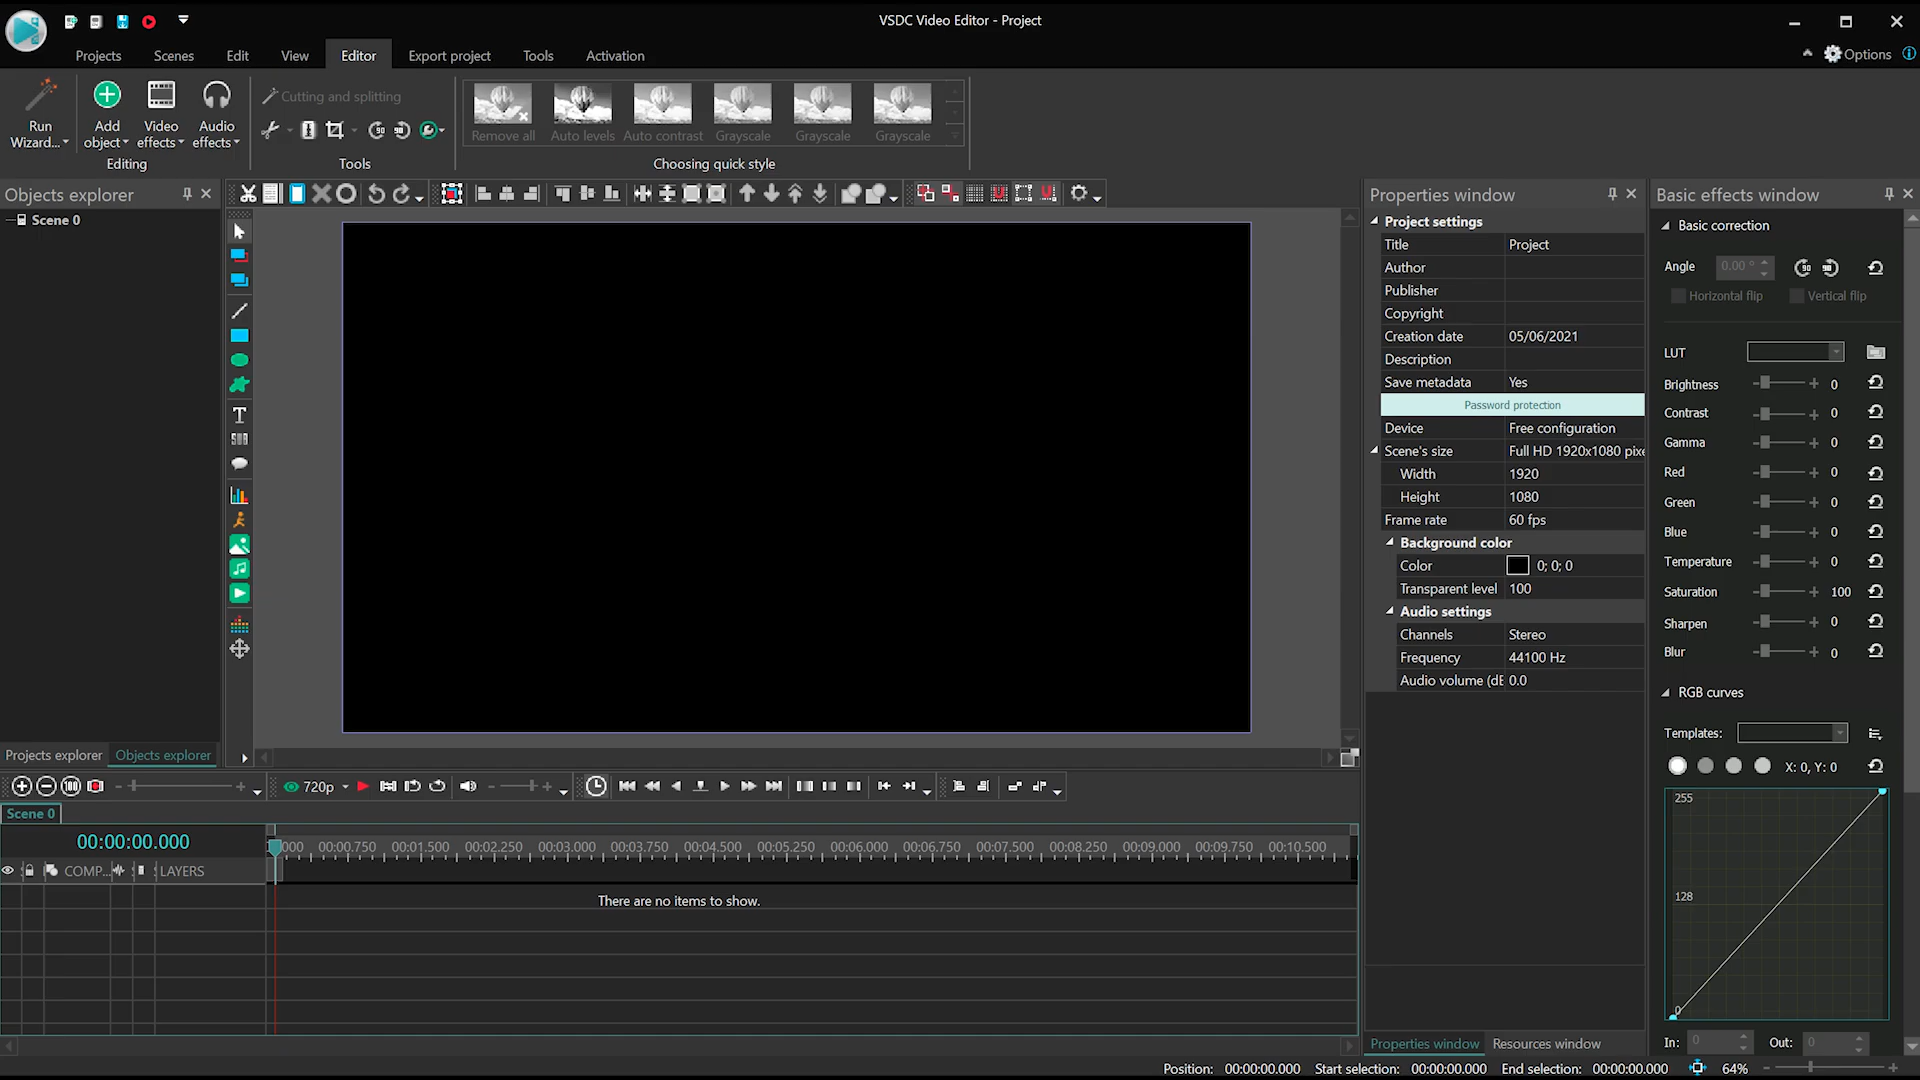 VSDC Video Editor - Project
Projects
Scenes
Edit
View
Editor
Export project
Tools
Activation
Options
Run
Wizard...
Add
object
Video
effects
Audio
effects
Editing
Cutting and splitting
Tools
Remove all
Auto levels
Auto contrast
Grayscale
Grayscale
Grayscale
Choosing quick style
Objects explorer
Scene 0
Projects explorer
Objects explorer
T
SUB
Properties window
Project settings
Title Project
Author
Publisher
Copyright
Creation date 05/06/2021
Description
Save metadata Yes
Password protection
Device Free configuration
Scene's size Full HD 1920x1080 pixe
Width 1920
Height 1080
Frame rate 60 fps
Background color
Color 0; 0; 0
Transparent level 100
Audio settings
Channels Stereo
Frequency 44100 Hz
Audio volume (dB 0.0
Properties window
Resources window
Basic effects window
Basic correction
Angle 0.00 °
90
90
Horizontal flip
Vertical flip
LUT
Brightness 0
Contrast 0
Gamma 0
Red 0
Green 0
Blue 0
Temperature 0
Saturation 100
Sharpen 0
Blur 0
RGB curves
Templates:
X: 0, Y: 0
255
128
0
In: 0
Out: 0
100
720p
Scene 0
00:00:00.000
COMP...
LAYERS
000 00:00.750 00:01.500 00:02.250 00:03.000 00:03.750 00:04.500 00:05.250 00:06.000 00:06.750 00:07.500 00:08.250 00:09.000 00:09.750 00:10.500
There are no items to show.
Position: 00:00:00.000 Start selection: 00:00:00.000 End selection: 00:00:00.000 64%